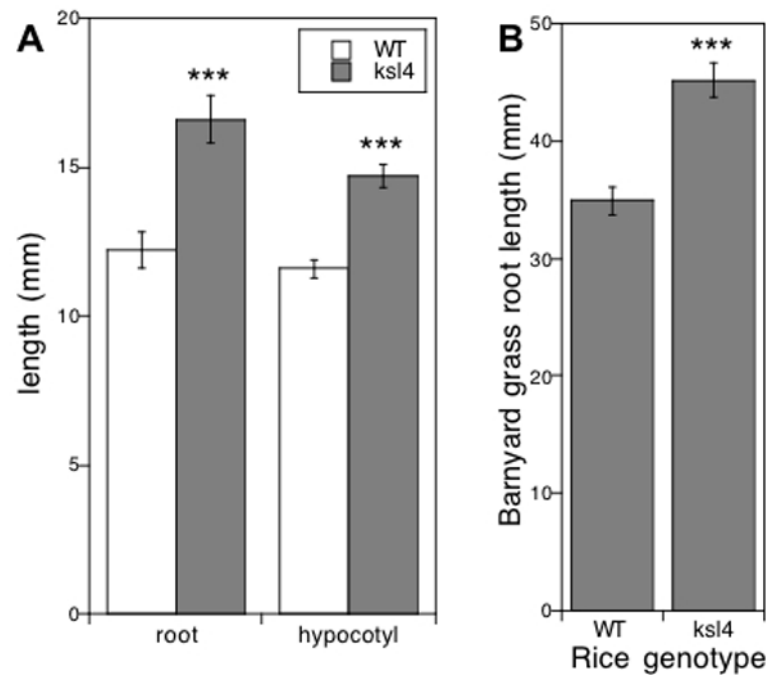 A
20
15
10
5
0
length (mm)
WT
ksl4
***
***
root
hypocotyl
B
50
40
30
20
10
0
Barnyard grass root length (mm)
***
WT
ksl4
Rice genotype